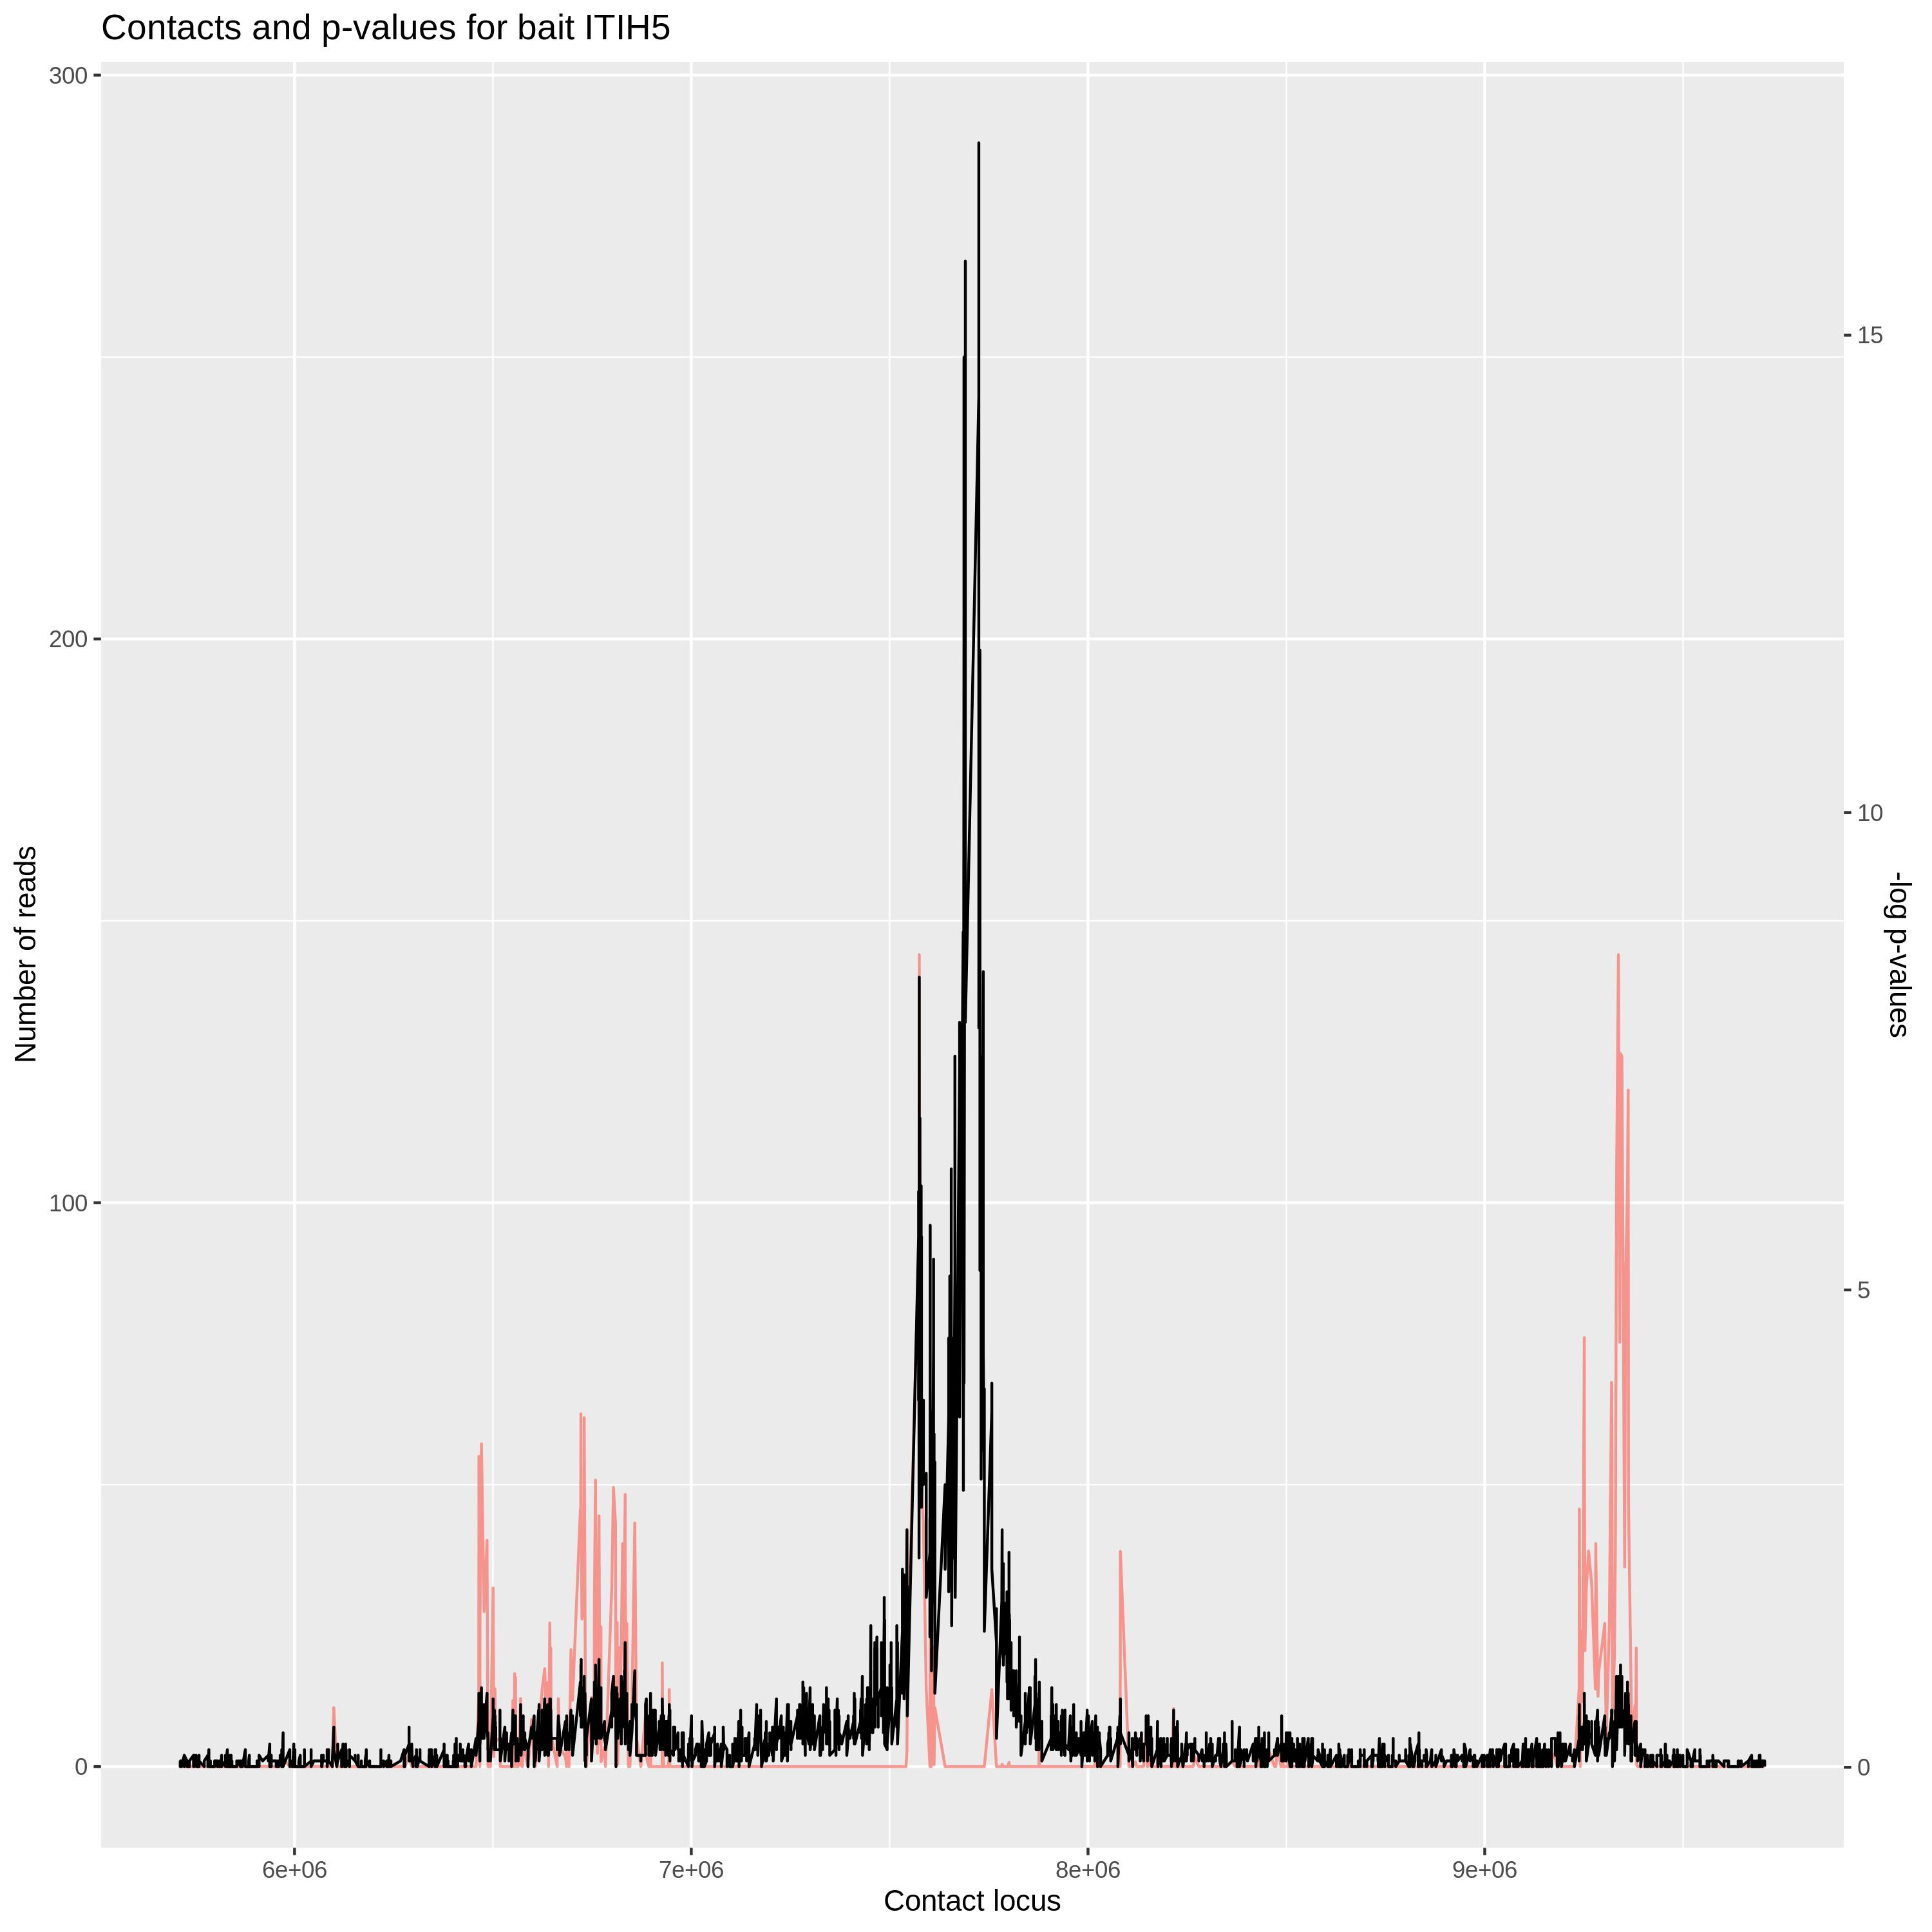 Contacts and p-values for bait ITIH5
300
200
100
0
Number of reads
15
10
5
0
-log p-values
6e+06
7e+06
8e+06
9e+06
Contact locus